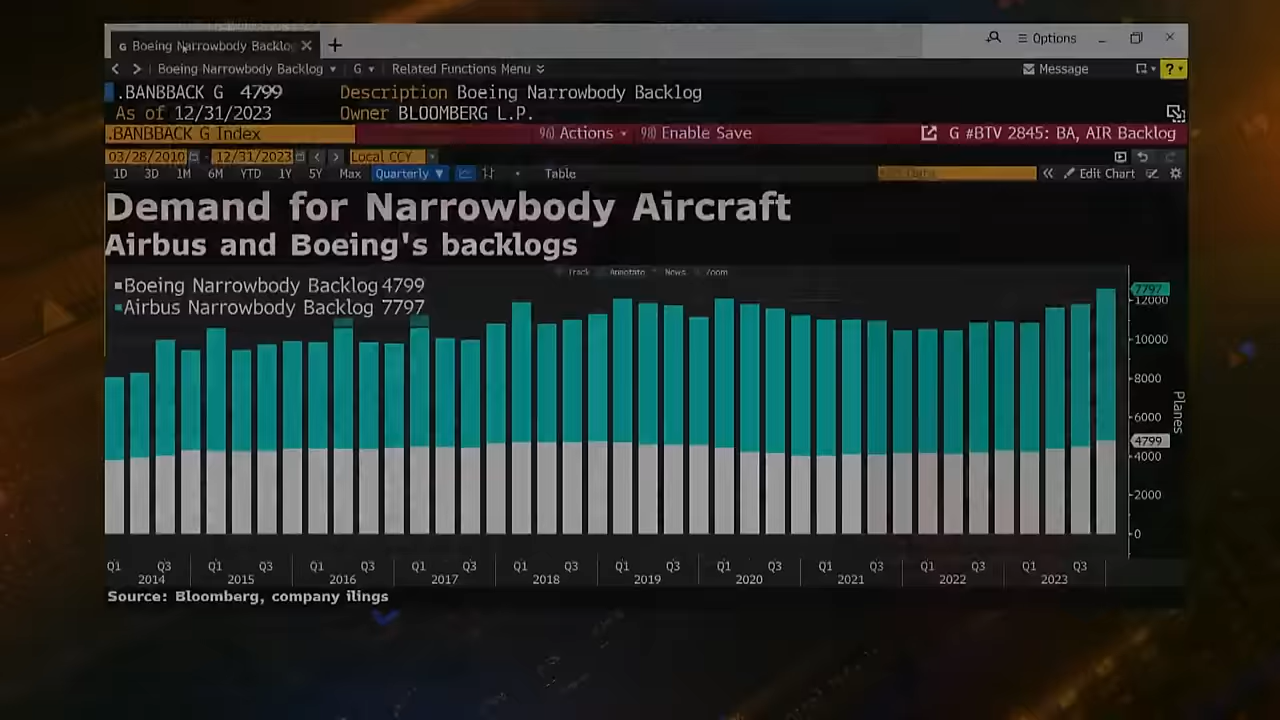 G Boeing Narrowbody Backlo
Options
Boeing Narrowbody Backlog G Related Functions Menu
Message ?
.BANBBACK G 4799 Description Boeing Narrowbody Backlog
As of 12/31/2023 Owner BLOOMBERG L.P.
.BANBBACK G Index 96) Actions 98) Enable Save G #BTV 2845: BA, AIR Backlog
03/28/2010 - 12/31/2023 Local CCY
1D 3D 1M 6M YTD 1Y 5Y Max Quarterly Table Edit Chart
Demand for Narrowbody Aircraft
Airbus and Boeing's backlogs
Track Annotate News Zoom
Boeing Narrowbody Backlog 4799
Airbus Narrowbody Backlog 7797
7797
12000
10000
8000
6000
4799
4000
2000
0
Planes
Q1 Q3 Q1 Q3 Q1 Q3 Q1 Q3 Q1 Q3 Q1 Q3 Q1 Q3 Q1 Q3 Q1 Q3 Q1 Q3
2014 2015 2016 2017 2018 2019 2020 2021 2022 2023
Source: Bloomberg, company ilings